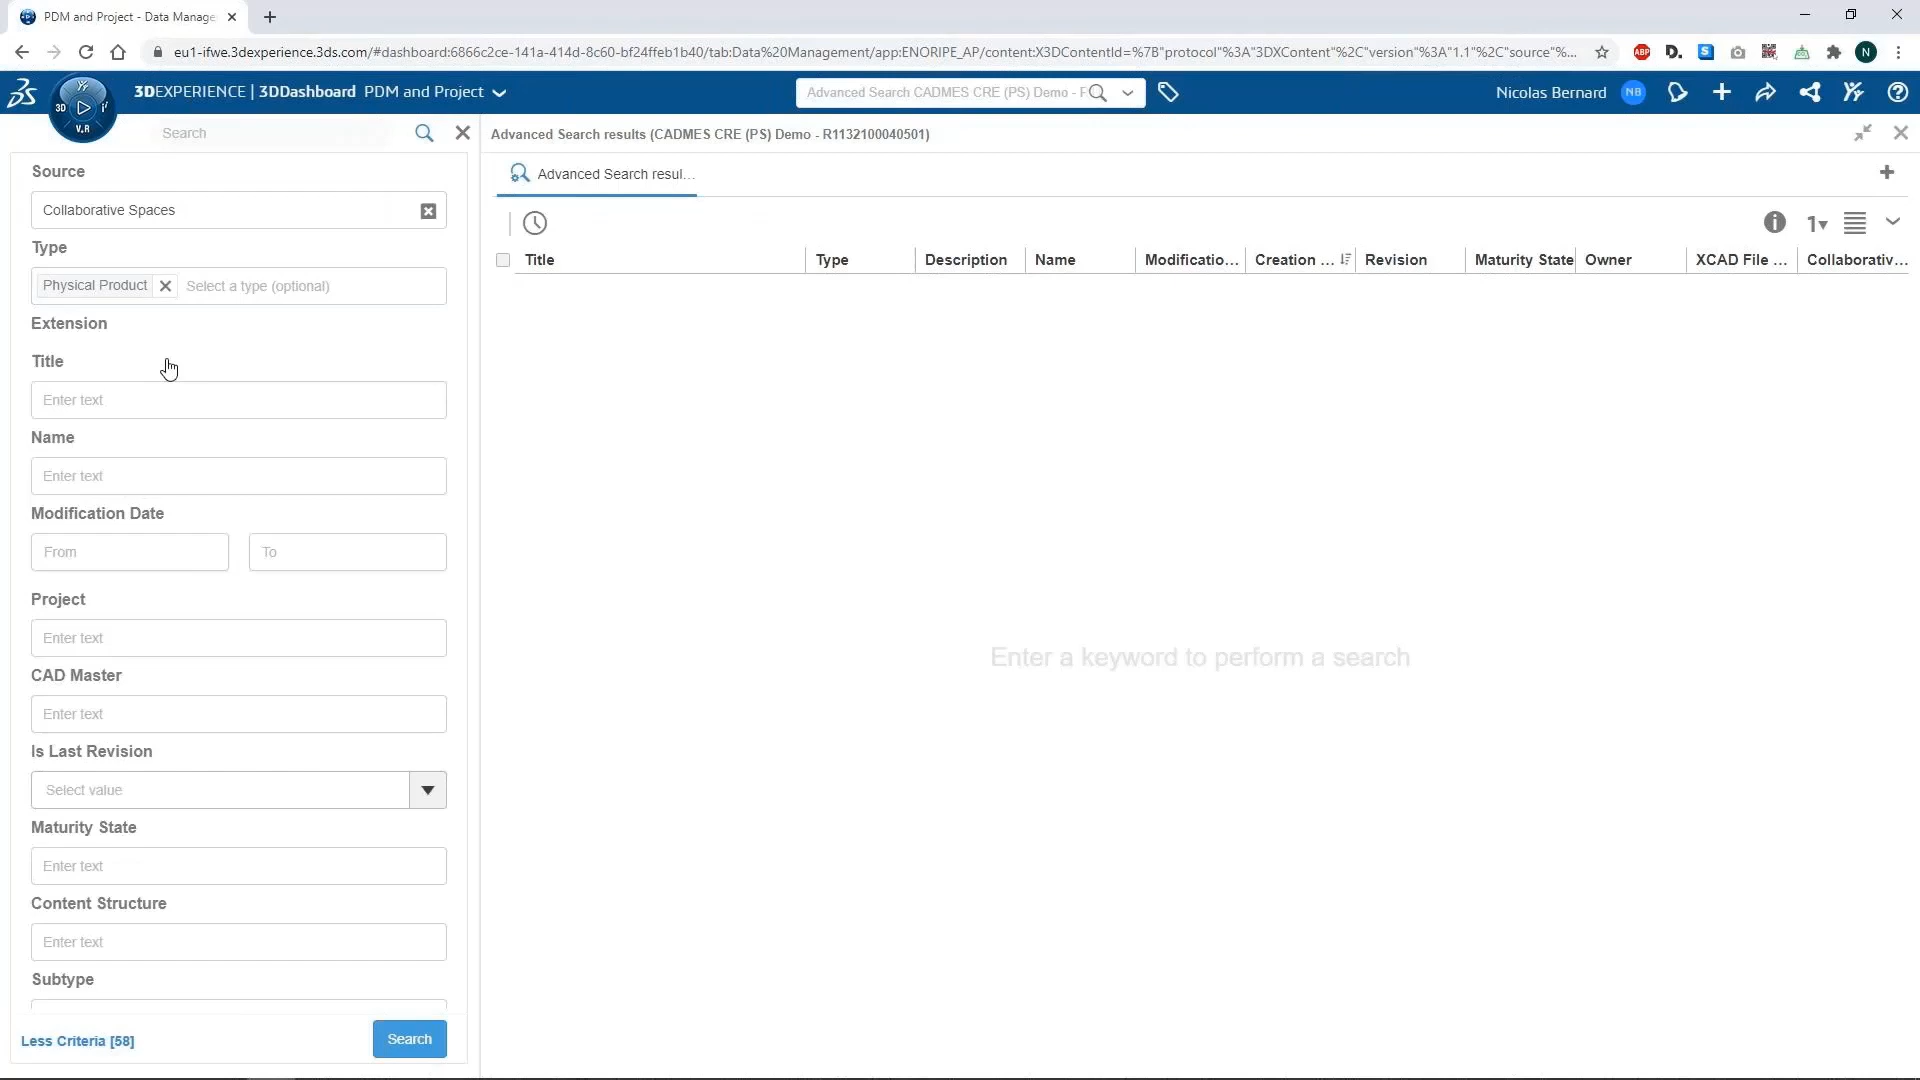 PDM and Project - Data Manage
eu1-ifwe.3dexperience.3ds.com/#dashboard:6866c2ce-141a-414d-8c60-bf24ffeb1b40/tab:Data%20Management/app:ENORIPE_AP/content:X3DContentId=%7B"protocol"%3A"3DXContent"%2C"version"%3A"1.1"%2C"source"%...
ABP
D.
S
N
3D
V.R
3DEXPERIENCE | 3DDashboard PDM and Project
Advanced Search CADMES CRE (PS) Demo - F
Nicolas Bernard
NB
Search
Advanced Search results (CADMES CRE (PS) Demo - R1132100040501)
Source
Collaborative Spaces
Type
Physical Product
Select a type (optional)
Extension
Title
Enter text
Name
Enter text
Modification Date
From
To
Project
Enter text
CAD Master
Enter text
Is Last Revision
Select value
Maturity State
Enter text
Content Structure
Enter text
Subtype
Less Criteria [58]
Search
Advanced Search resul...
1
Title
Type
Description
Name
Modificatio...
Creation ...
Revision
Maturity State
Owner
XCAD File ...
Collaborativ...
Enter a keyword to perform a search